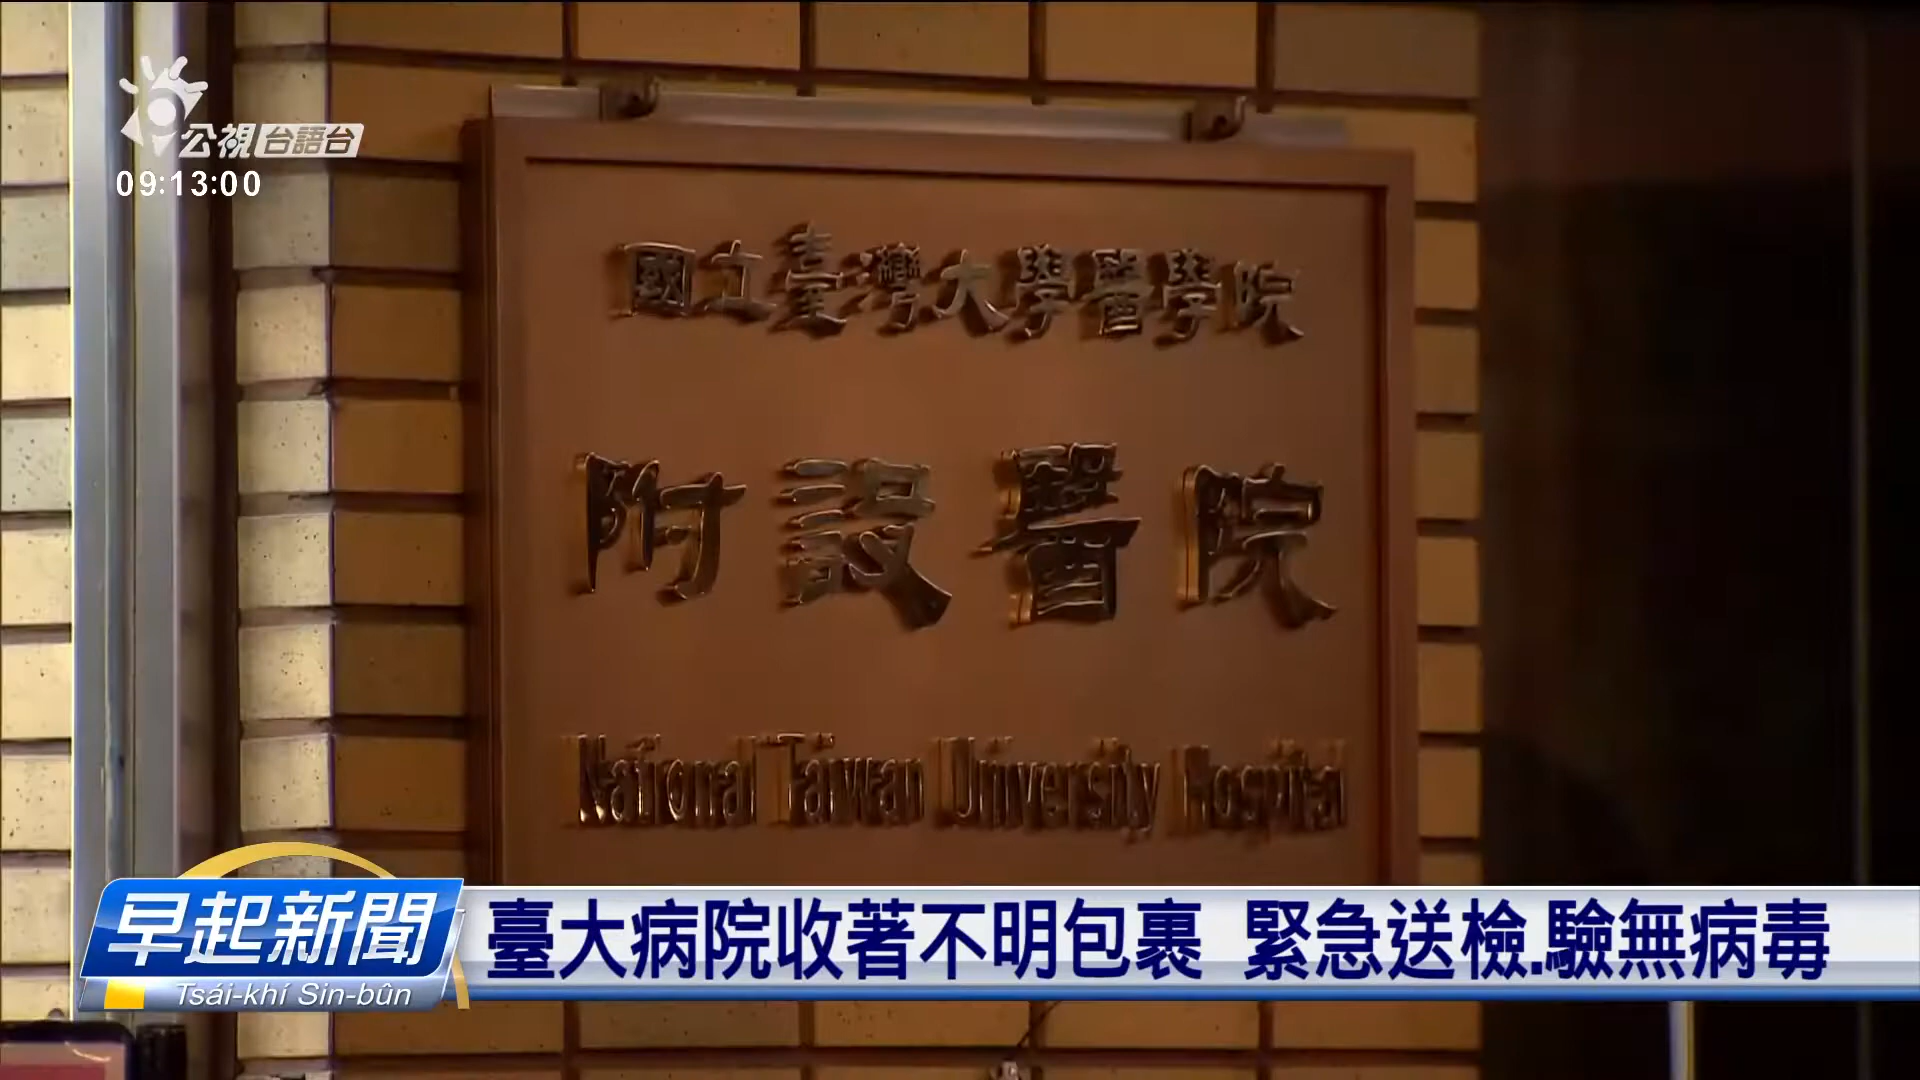 公視台語台
09:13:00
國立臺灣大學醫學院
附設醫院
National Taiwan University Hospital
早起新聞
Tsái-khí Sin-bûn
臺大病院收著不明包裹 緊急送檢.驗無病毒